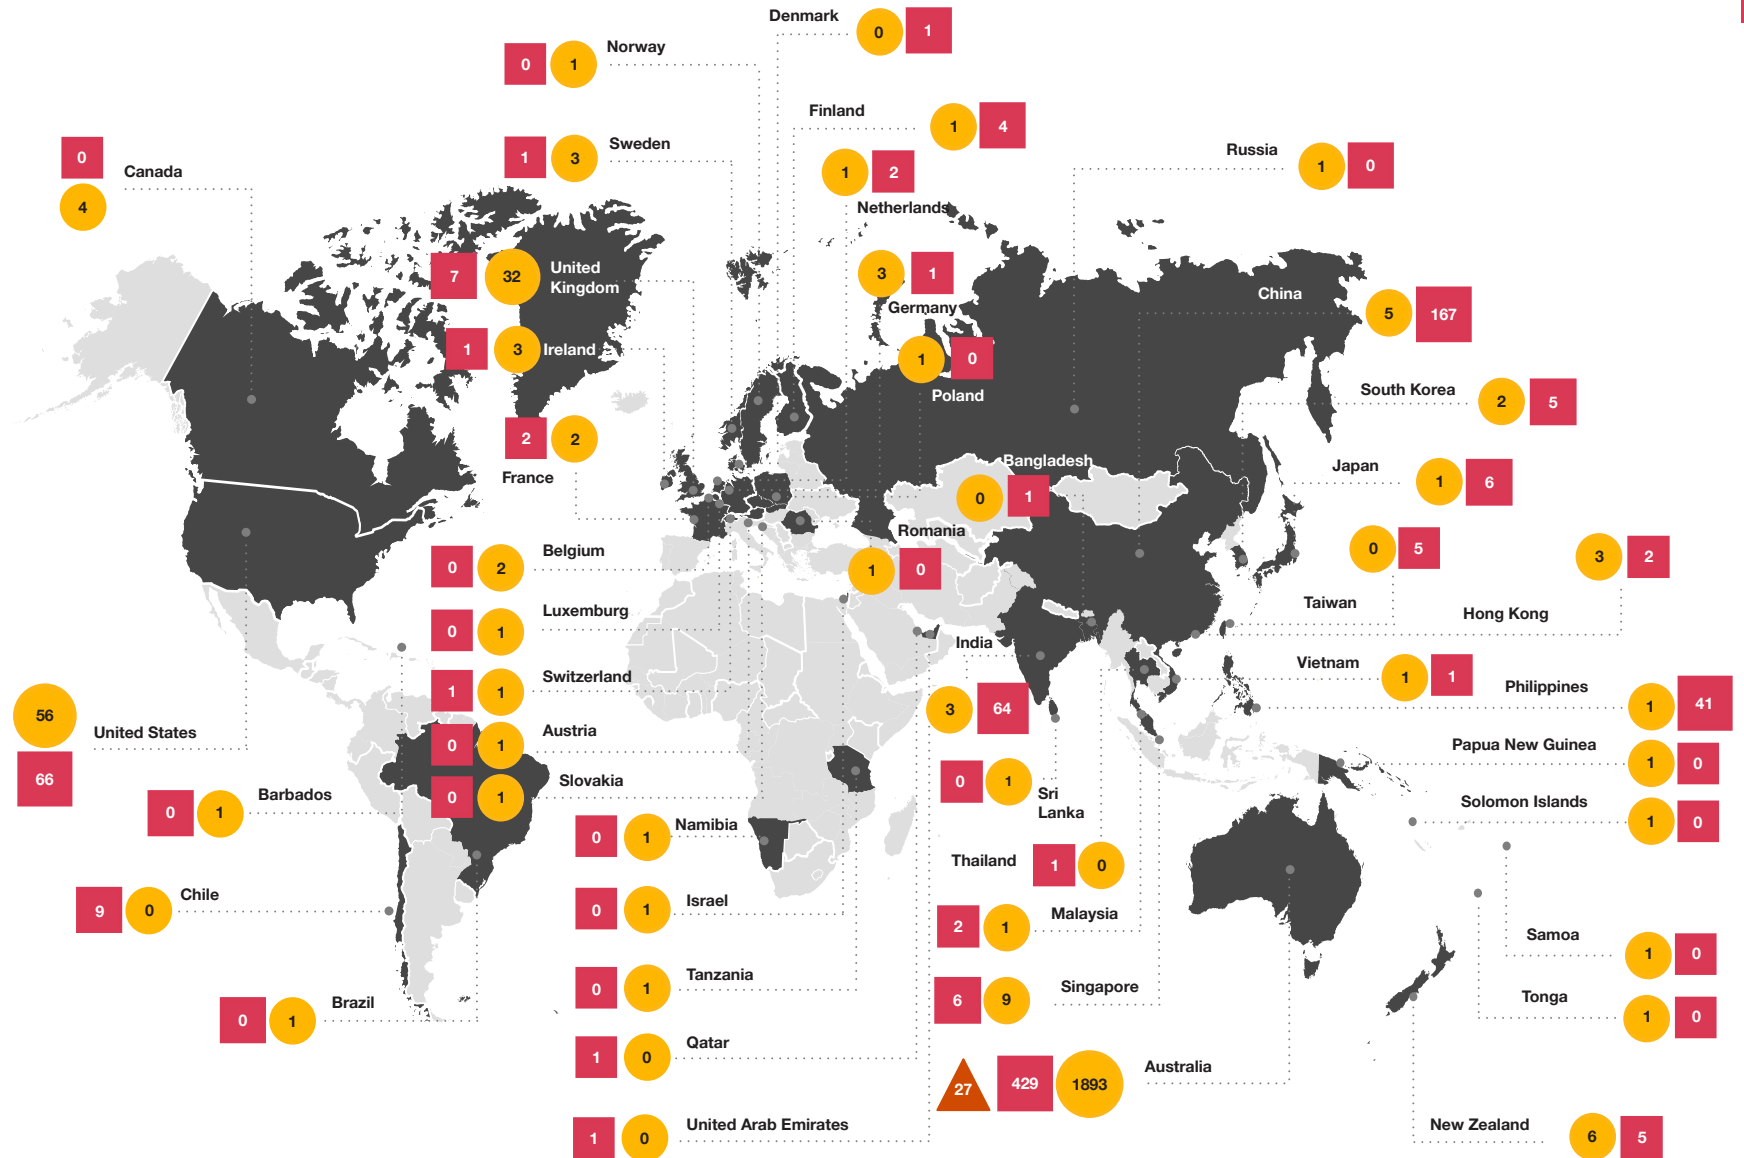 Denmark
0 1
Norway
0 1
Finland
1 4
Sweden
1 3
Netherlands
1 2
Russia
1 0
Canada
0
4
United
Kingdom
7 32
Germany
3 1
China
5 167
Ireland
1 3
Poland
1 0
South Korea
2 5
France
2 2
Bangladesh
0 1
Japan
1 6
Romania
1 0
Belgium
0 2
Taiwan
0 5
Hong Kong
3 2
Luxemburg
0 1
India
3 64
Vietnam
1 1
Switzerland
1 1
Philippines
1 41
United States
56
66
Austria
0 1
Papua New Guinea
1 0
Slovakia
0 1
Sri
Lanka
0 1
Barbados
0 1
Solomon Islands
1 0
Namibia
0 1
Thailand
1 0
Chile
9 0
Israel
0 1
Malaysia
2 1
Samoa
1 0
Tanzania
0 1
Singapore
6 9
Brazil
0 1
Tonga
1 0
Qatar
1 0
Australia
27 429 1893
United Arab Emirates
1 0
New Zealand
6 5